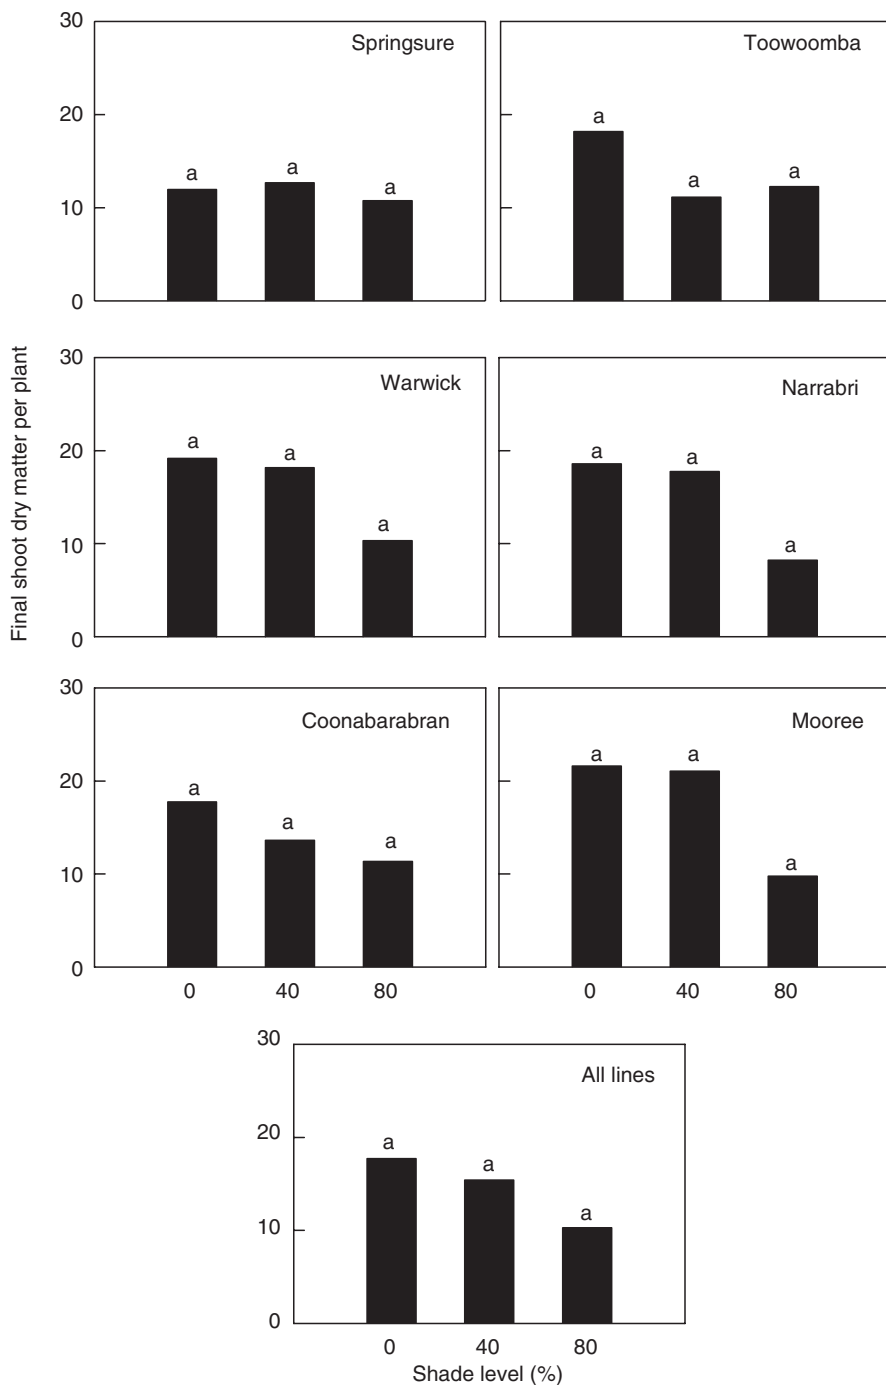 Final shoot dry matter per plant
30
20
10
0
Springsure
a
a
a
Toowoomba
a
a
a
30
20
10
0
Warwick
a
a
a
Narrabri
a
a
a
30
20
10
0
Coonabarabran
a
a
a
0 40 80
Mooree
a
a
a
0 40 80
30
20
10
0
All lines
a
a
a
0 40 80
Shade level (%)